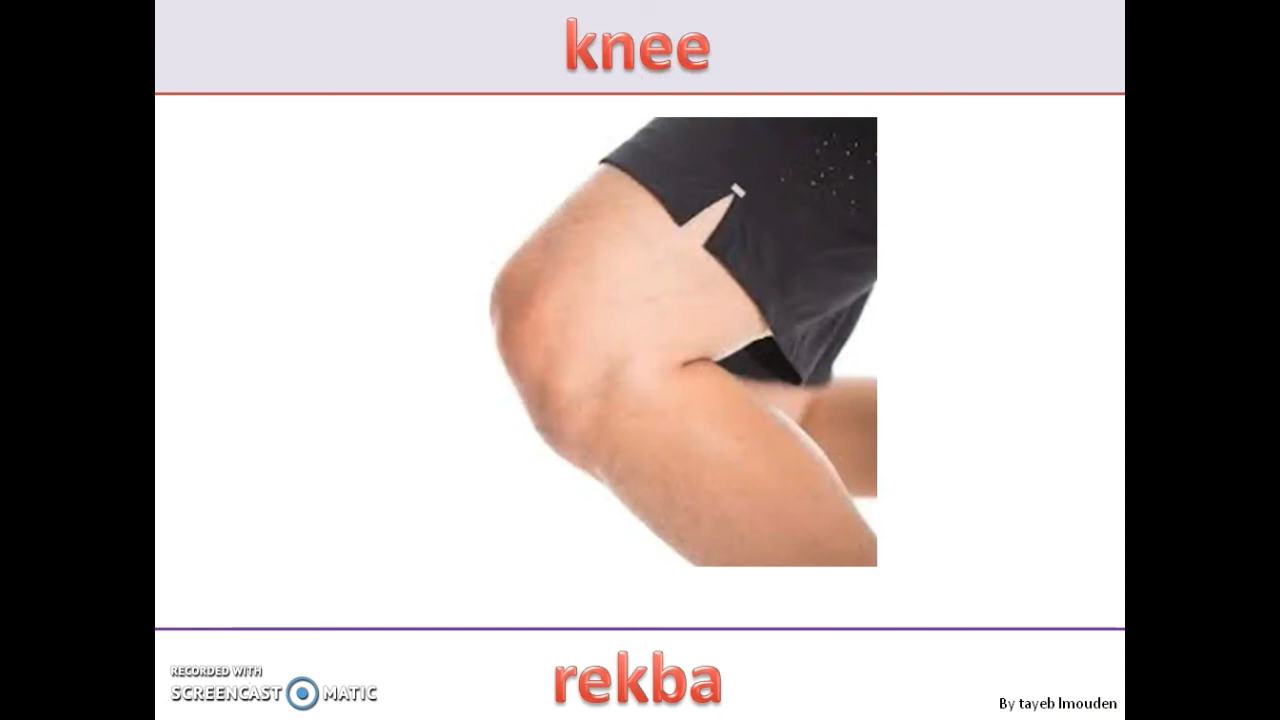 knee
rekba
RECORDED WITH
SCREENCAST MATIC
By tayeb lmouden